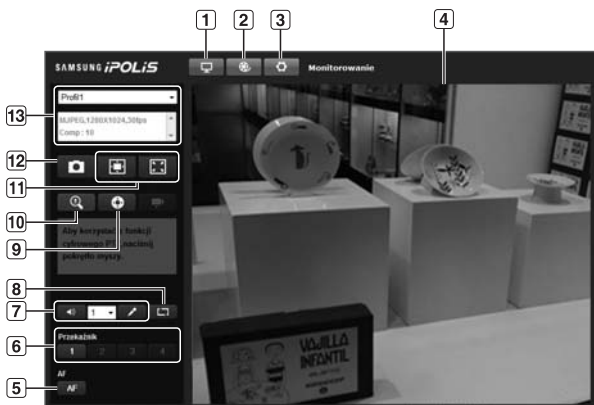 1
2
3
4
SAMSUNG iPOLiS
Monitorowanie
13
Profil1
MJPEG,1280X1024,30fps
Comp : 10
12
11
10
9
Aby korzystać z funkcji
cyfrowego PTZ, naciśnij
pokrętło myszy.
8
7
1
6
Przekaźnik
1 2 3 4
AF
5
AF
VAJILLA
INFANTIL